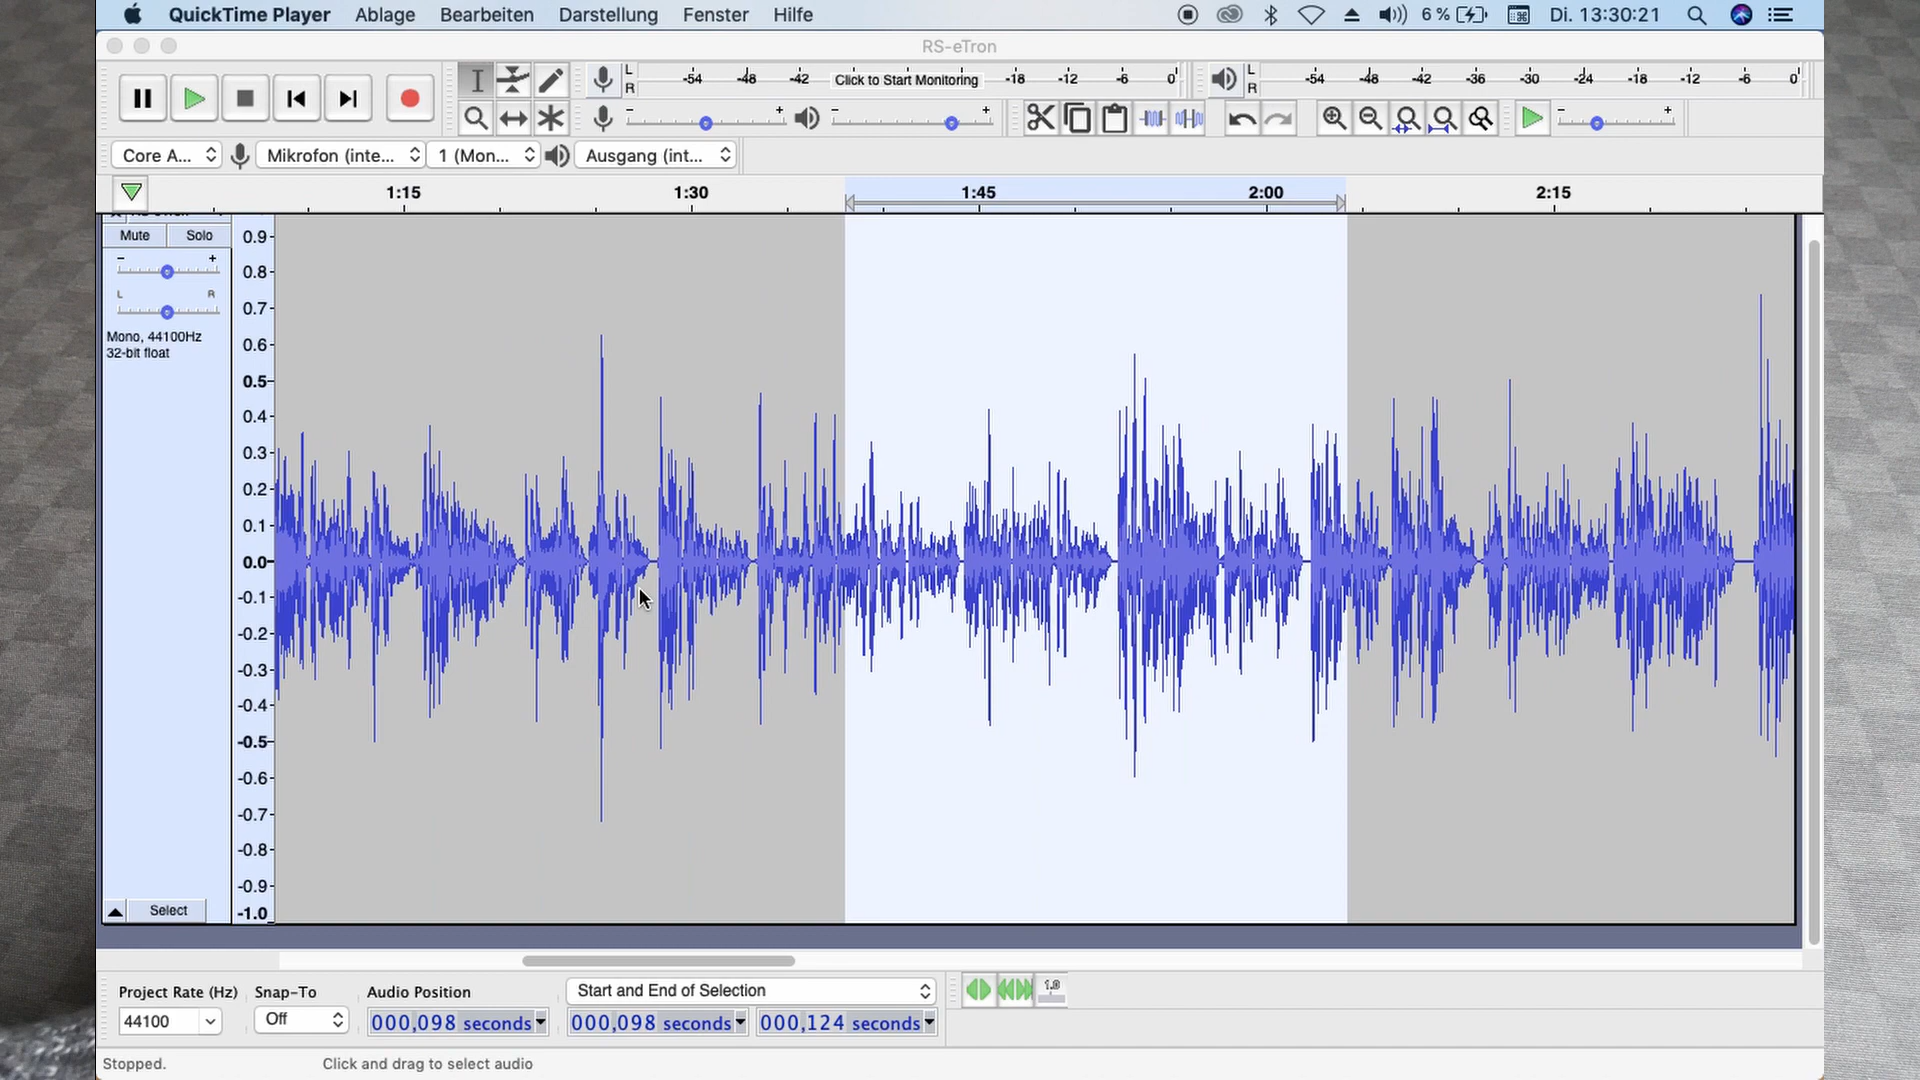 QuickTime Player Ablage Bearbeiten Darstellung Fenster Hilfe 6 % Di. 13:30:21
RS-eTron
L R -54 -48 -42 Click to Start Monitoring -18 -12 -6 0 L R -54 -48 -42 -36 -30 -24 -18 -12 -6 0
- + - + - +
Core A... Mikrofon (inte... 1 (Mon... Ausgang (int...
1:15 1:30 1:45 2:00 2:15
Mute Solo
- +
L R
Mono, 44100Hz
32-bit float
Select
0.9
0.8
0.7
0.6
0.5
0.4
0.3
0.2
0.1
0.0
-0.1
-0.2
-0.3
-0.4
-0.5
-0.6
-0.7
-0.8
-0.9
-1.0
Project Rate (Hz) Snap-To Audio Position Start and End of Selection 1.0
44100 Off 000,098 seconds 000,098 seconds 000,124 seconds
Stopped. Click and drag to select audio